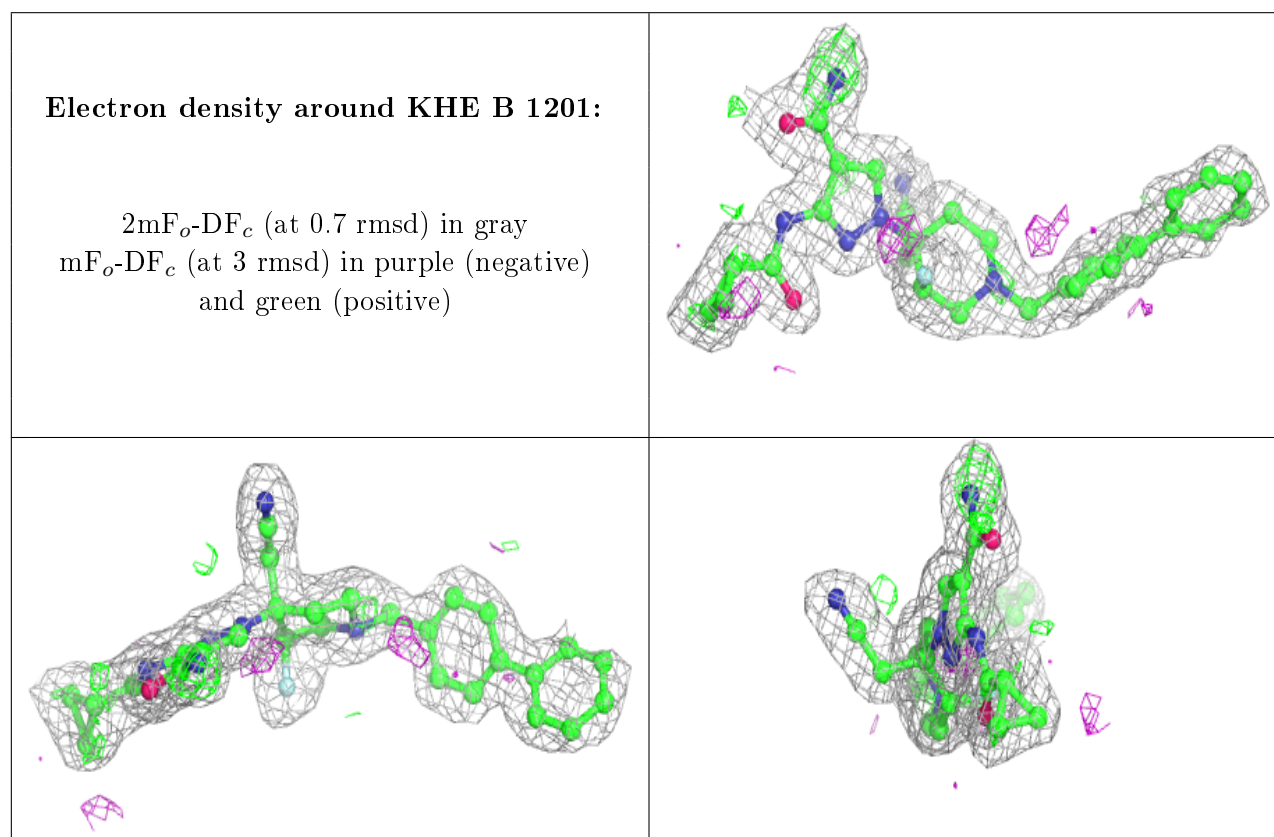 Electron density around KHE B 1201:
2mFₒ-DF𝒸 (at 0.7 rmsd) in gray
mFₒ-DF𝒸 (at 3 rmsd) in purple (negative)
and green (positive)